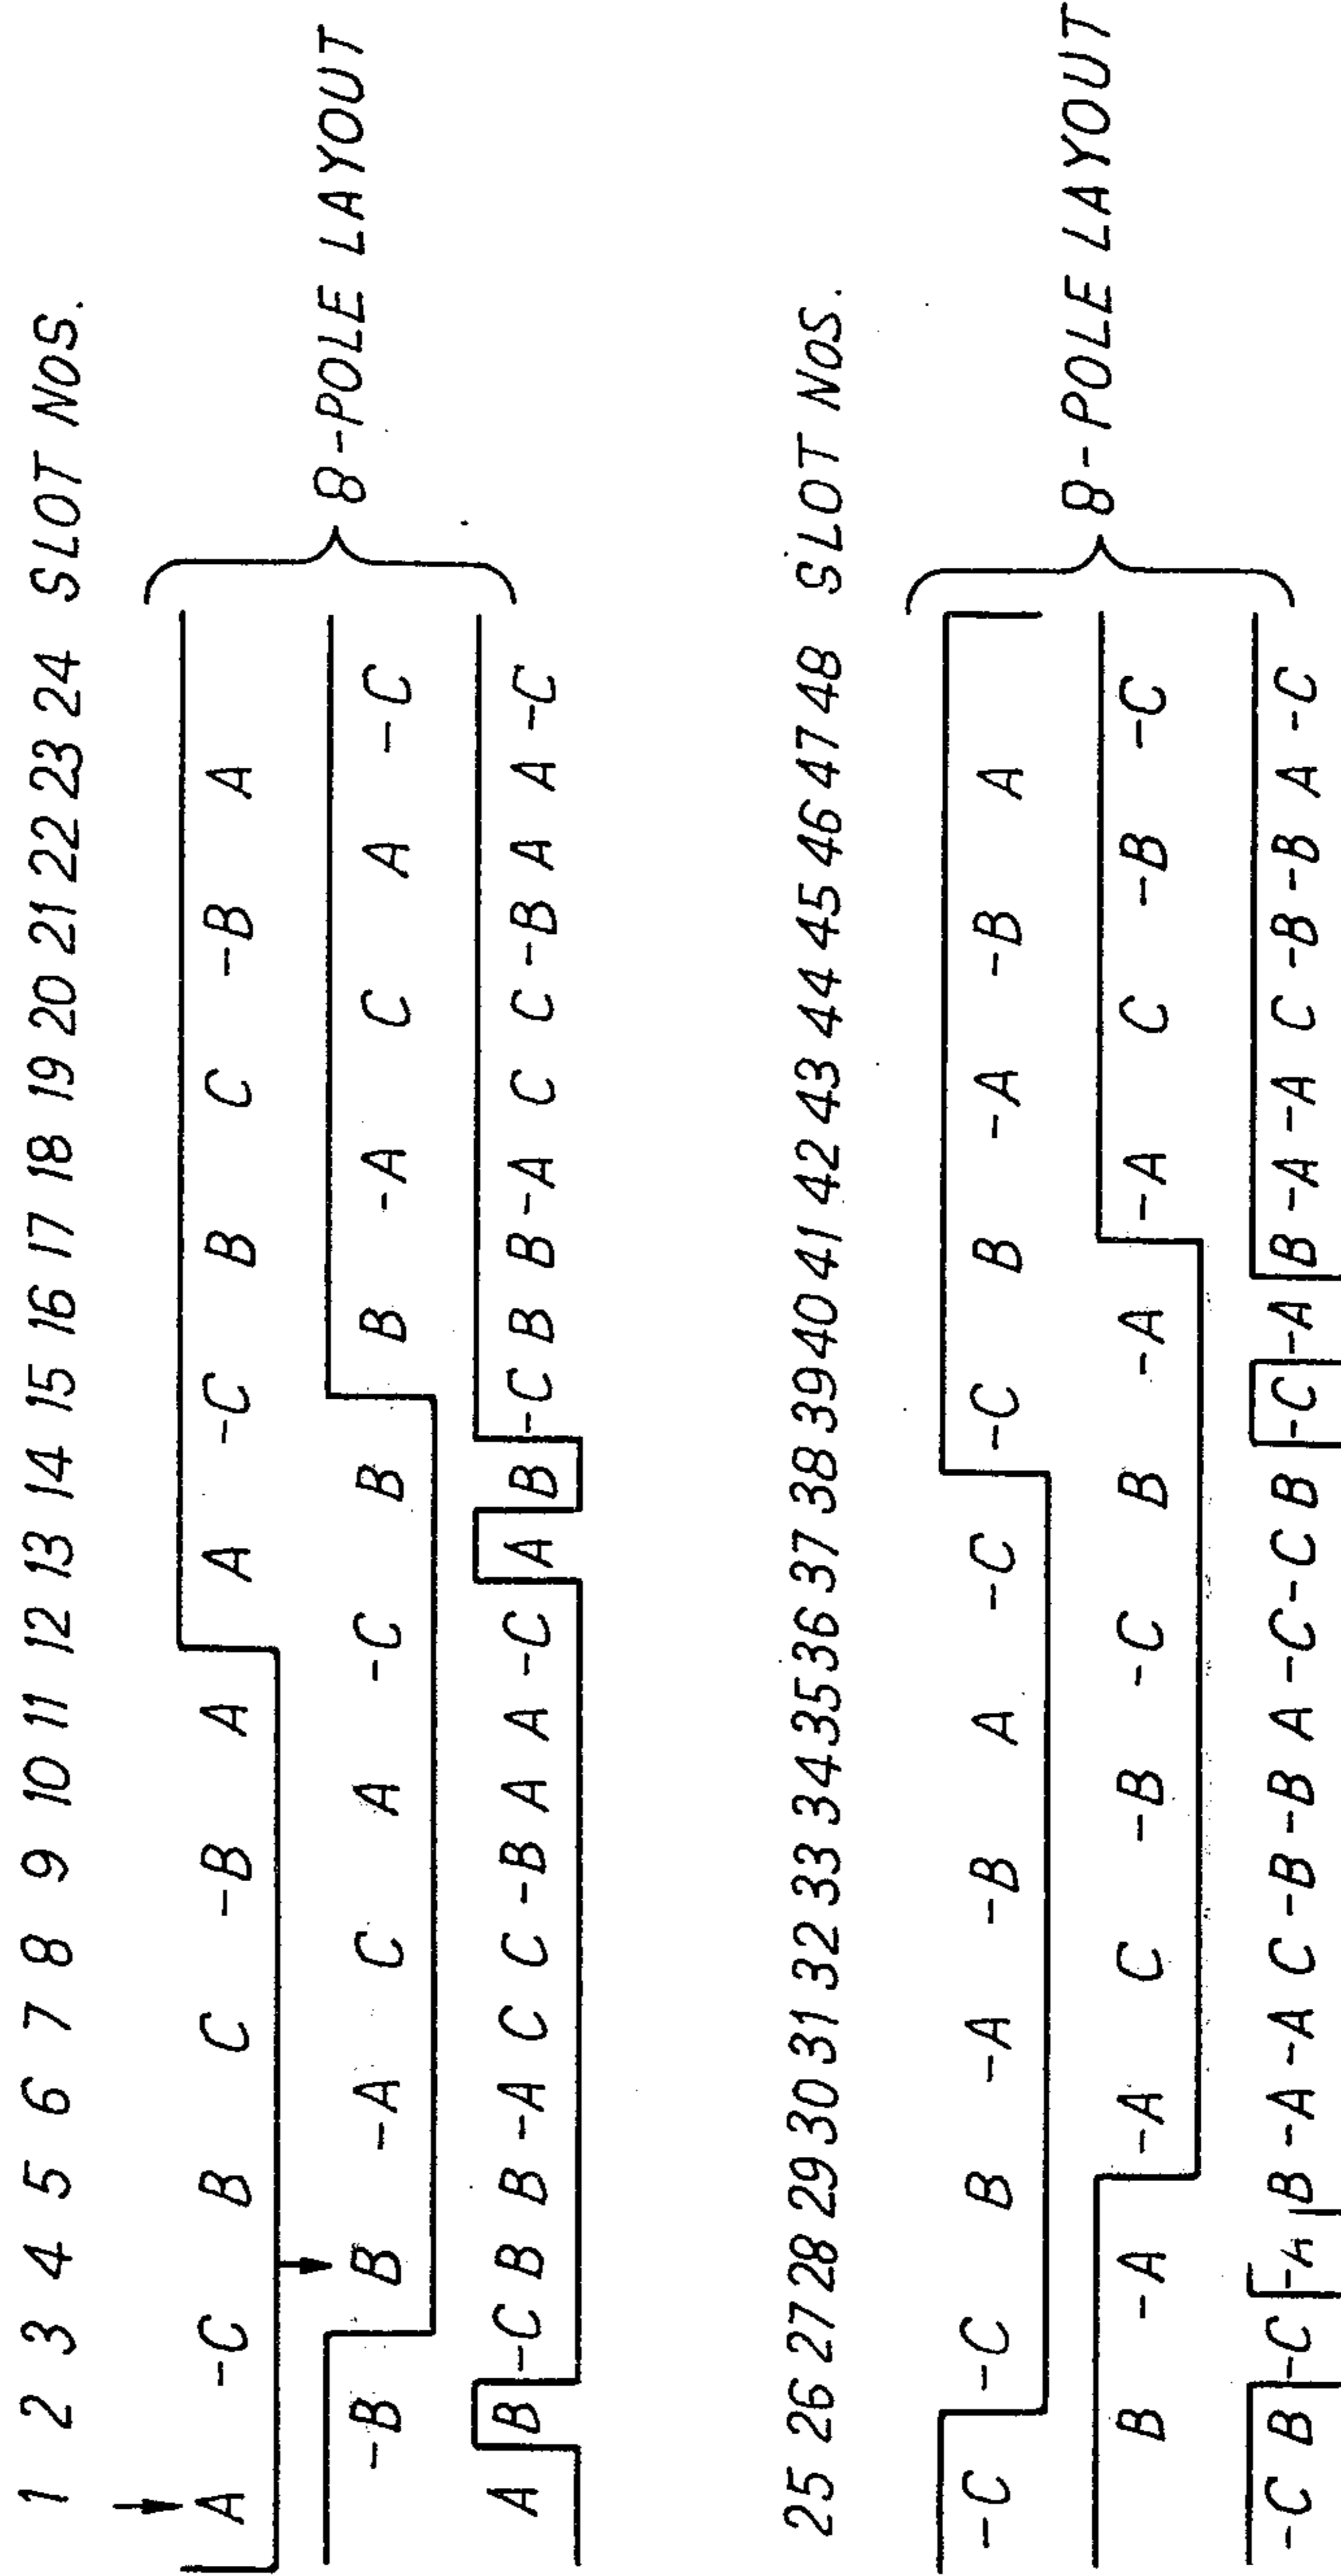 1 2 3 4 5 6 7 8 9 10 11 12 13 14 15 16 17 18 19 20 21 22 23 24 SLOT NOS.
A -C B C -B A A -C B C -B A
-B B -A C A -C B B -A C A -C 8-POLE LAYOUT
A B -C B B -A C C -B A A -C A B -C B B -A C C -B A A -C
25 26 27 28 29 30 31 32 33 34 35 36 37 38 39 40 41 42 43 44 45 46 47 48 SLOT NOS.
-C -C B -A -B A -C -C B -A -B A
B -A -A C -B -C B -A -A C -B -C 8-POLE LAYOUT
-C B -C -A B -A -A C -B -B A -C -C B -C -A B -A -A C -B -B A -C